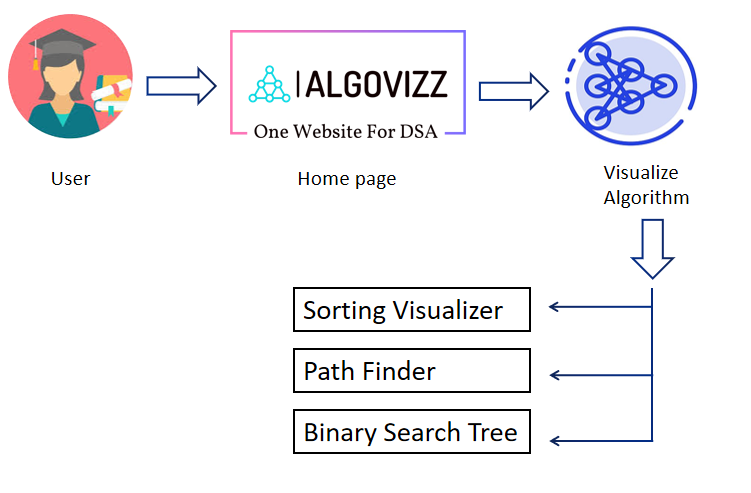 ALGOVIZZ
One Website For DSA
User
Home page
Visualize
Algorithm
Sorting Visualizer
Path Finder
Binary Search Tree